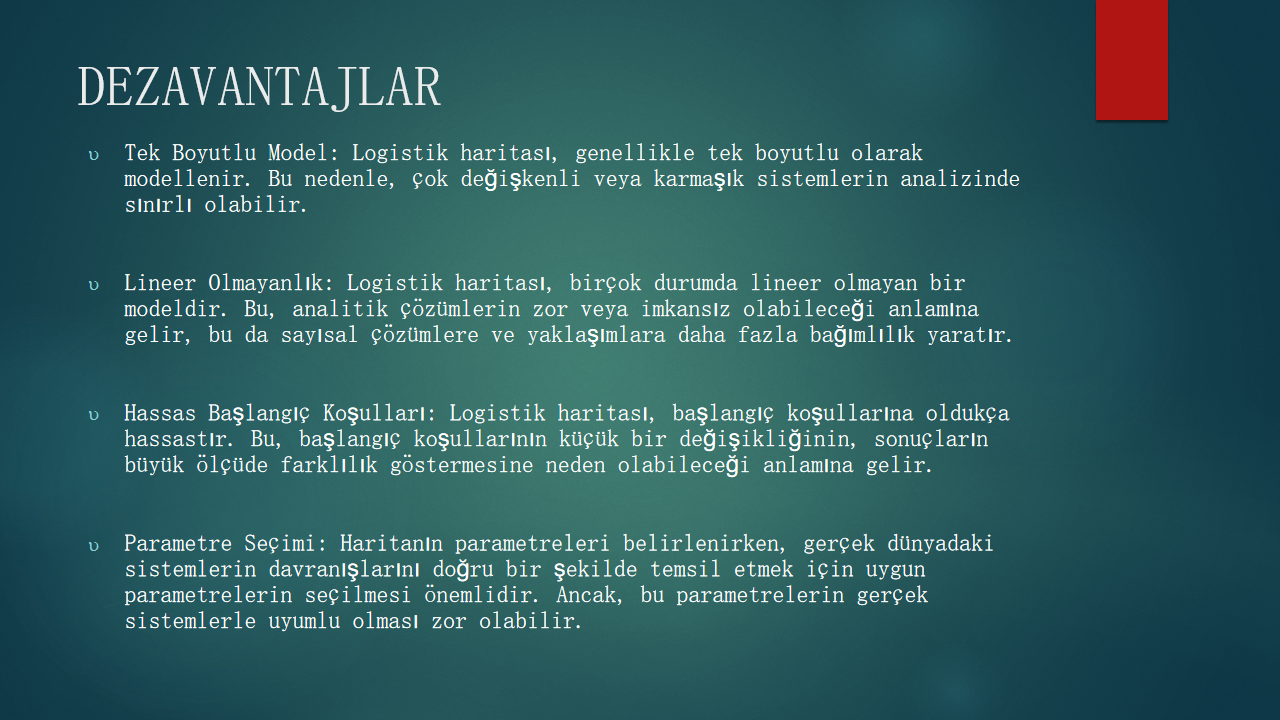 DEZAVANTAJLAR
Tek Boyutlu Model: Logistik haritası, genellikle tek boyutlu olarak
modellenir. Bu nedenle, çok değişkenli veya karmaşık sistemlerin analizinde
sınırlı olabilir.
Lineer Olmayanlık: Logistik haritası, birçok durumda lineer olmayan bir
modeldir. Bu, analitik çözümlerin zor veya imkansız olabileceği anlamına
gelir, bu da sayısal çözümlere ve yaklaşımlara daha fazla bağımlılık yaratır.
Hassas Başlangıç Koşulları: Logistik haritası, başlangıç koşullarına oldukça
hassastır. Bu, başlangıç koşullarının küçük bir değişikliğinin, sonuçların
büyük ölçüde farklılık göstermesine neden olabileceği anlamına gelir.
Parametre Seçimi: Haritanın parametreleri belirlenirken, gerçek dünyadaki
sistemlerin davranışlarını doğru bir şekilde temsil etmek için uygun
parametrelerin seçilmesi önemlidir. Ancak, bu parametrelerin gerçek
sistemlerle uyumlu olması zor olabilir.